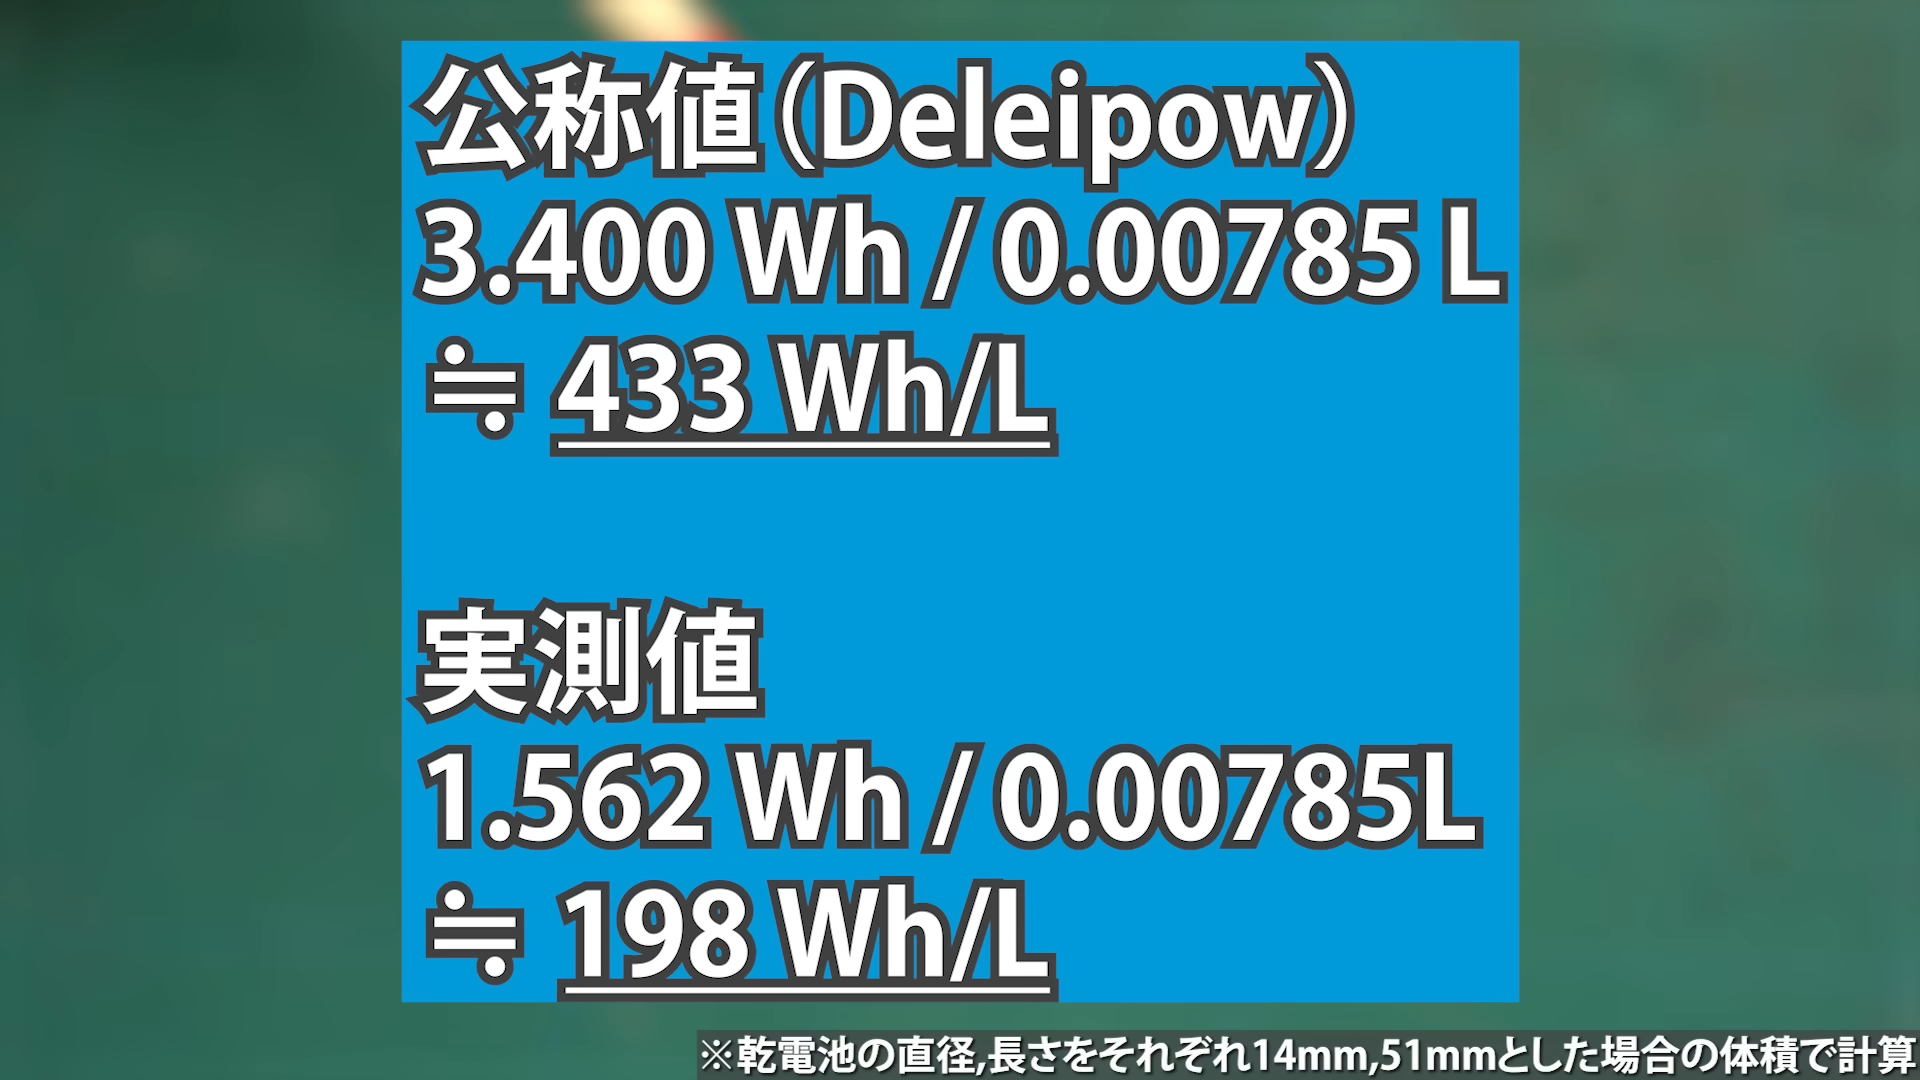 公称値（Deleipow）
3.400 Wh / 0.00785 L
≒ 433 Wh/L
実測値
1.562 Wh / 0.00785L
≒ 198 Wh/L
※乾電池の直径,長さをそれぞれ14mm,51mmとした場合の体積で計算